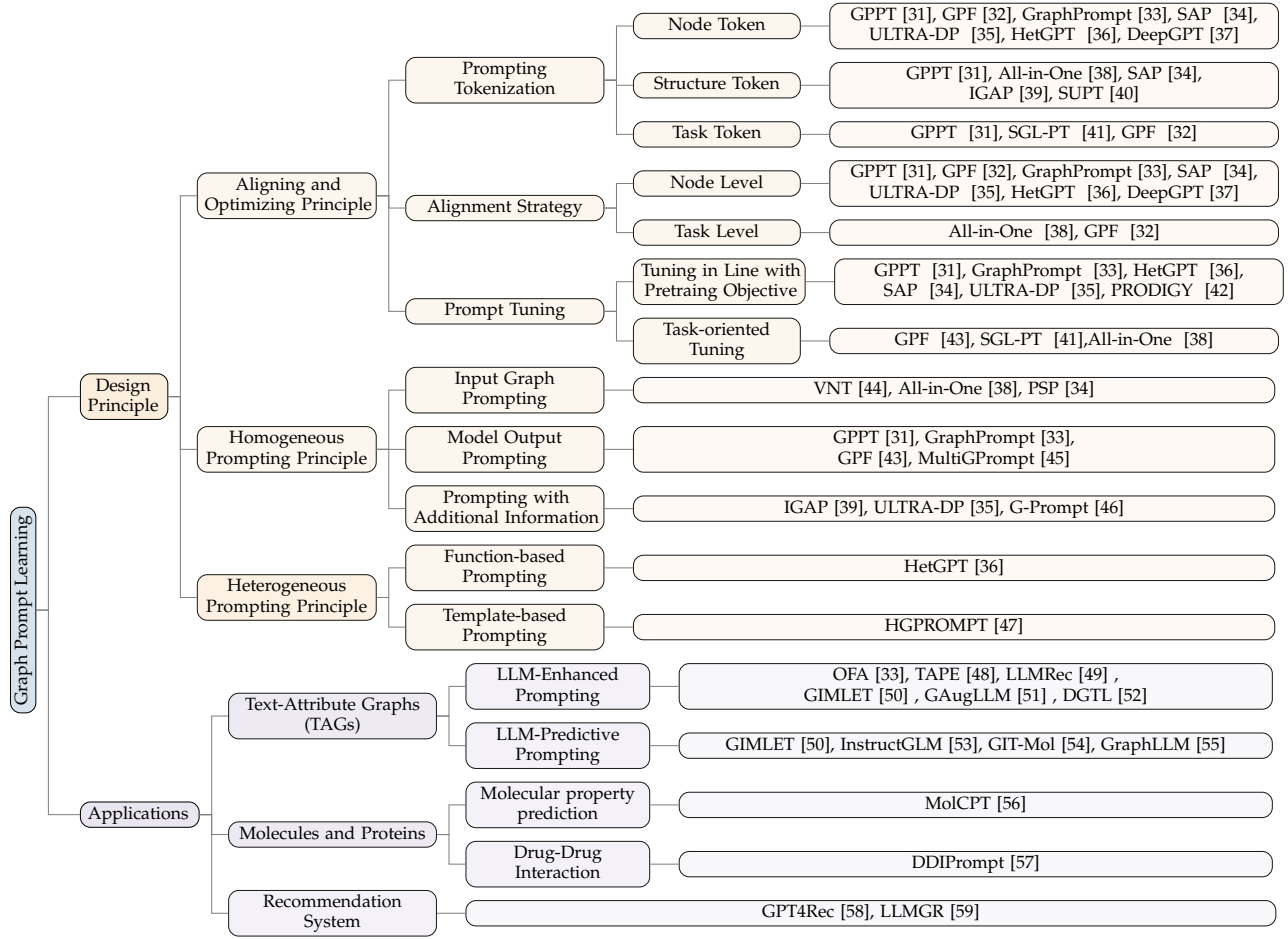 Graph Prompt Learning
Design
Principle
Aligning and
Optimizing Principle
Prompting
Tokenization
Node Token
GPPT [31], GPF [32], GraphPrompt [33], SAP [34],
ULTRA-DP [35], HetGPT [36], DeepGPT [37]
Structure Token
GPPT [31], All-in-One [38], SAP [34],
IGAP [39], SUPT [40]
Task Token
GPPT [31], SGL-PT [41], GPF [32]
Alignment Strategy
Node Level
GPPT [31], GPF [32], GraphPrompt [33], SAP [34],
ULTRA-DP [35], HetGPT [36], DeepGPT [37]
Task Level
All-in-One [38], GPF [32]
Prompt Tuning
Tuning in Line with
Pretraing Objective
GPPT [31], GraphPrompt [33], HetGPT [36],
SAP [34], ULTRA-DP [35], PRODIGY [42]
Task-oriented
Tuning
GPF [43], SGL-PT [41],All-in-One [38]
Homogeneous
Prompting Principle
Input Graph
Prompting
VNT [44], All-in-One [38], PSP [34]
Model Output
Prompting
GPPT [31], GraphPrompt [33],
GPF [43], MultiGPrompt [45]
Prompting with
Additional Information
IGAP [39], ULTRA-DP [35], G-Prompt [46]
Heterogeneous
Prompting Principle
Function-based
Prompting
HetGPT [36]
Template-based
Prompting
HGPROMPT [47]
Applications
Text-Attribute Graphs
(TAGs)
LLM-Enhanced
Prompting
OFA [33], TAPE [48], LLMRec [49] ,
GIMLET [50] , GAugLLM [51] , DGTL [52]
LLM-Predictive
Prompting
GIMLET [50], InstructGLM [53], GIT-Mol [54], GraphLLM [55]
Molecules and Proteins
Molecular property
prediction
MolCPT [56]
Drug-Drug
Interaction
DDIPrompt [57]
Recommendation
System
GPT4Rec [58], LLMGR [59]